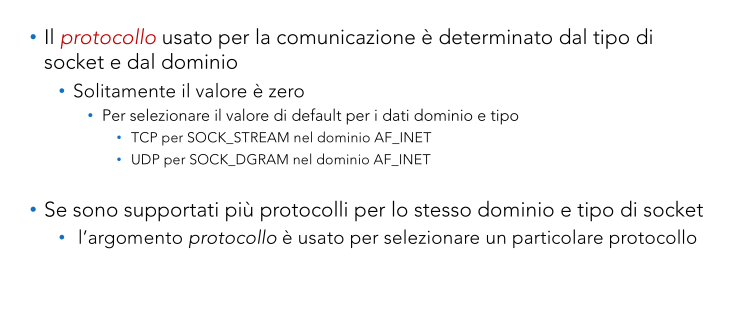 • Il protocollo usato per la comunicazione è determinato dal tipo di
socket e dal dominio
• Solitamente il valore è zero
• Per selezionare il valore di default per i dati dominio e tipo
• TCP per SOCK_STREAM nel dominio AF_INET
• UDP per SOCK_DGRAM nel dominio AF_INET
• Se sono supportati più protocolli per lo stesso dominio e tipo di socket
• l’argomento protocollo è usato per selezionare un particolare protocollo